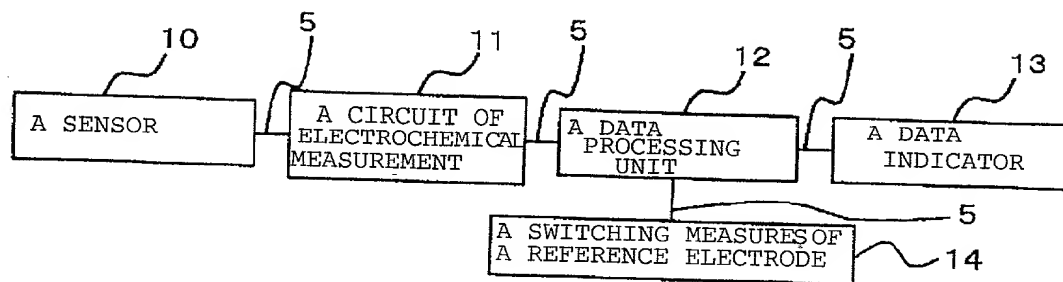 10
5
11
5
12
5
13
A SENSOR
A CIRCUIT OF
ELECTROCHEMICAL
MEASUREMENT
A DATA
PROCESSING
UNIT
A DATA
INDICATOR
5
A SWITCHING MEASURES OF
A REFERENCE ELECTRODE
14